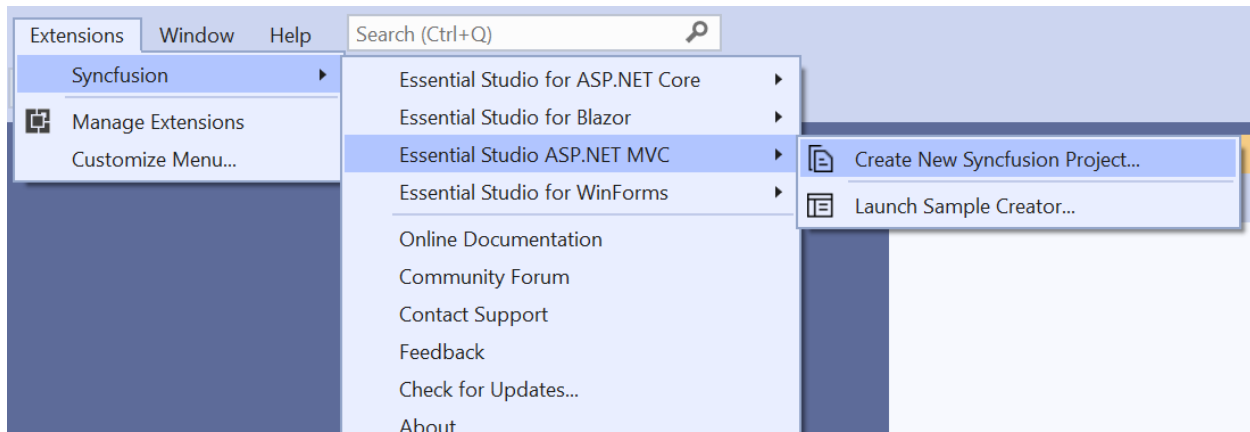 Extensions Window Help Search (Ctrl+Q)
Syncfusion
Manage Extensions
Customize Menu...
Essential Studio for ASP.NET Core
Essential Studio for Blazor
Essential Studio ASP.NET MVC
Essential Studio for WinForms
Online Documentation
Community Forum
Contact Support
Feedback
Check for Updates...
About
Create New Syncfusion Project...
Launch Sample Creator...